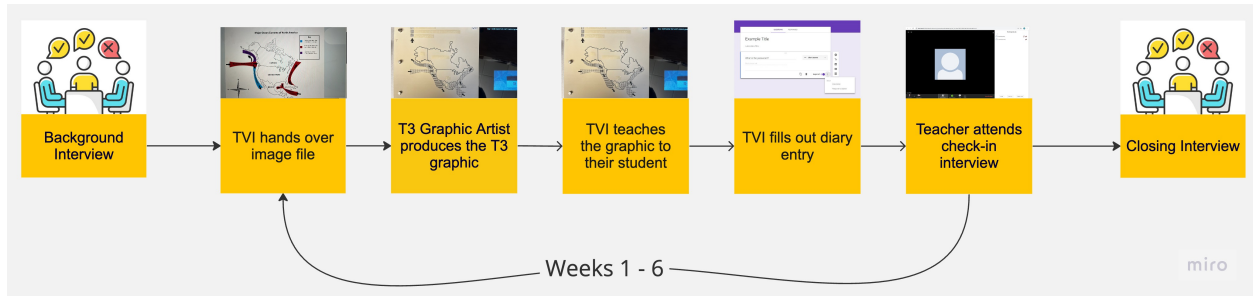 Background
Interview
TVI hands over
image file
T3 Graphic Artist
produces the T3
graphic
TVI teaches
the graphic to
their student
Example Title
TVI fills out diary
entry
Teacher attends
check-in
interview
Closing Interview
Weeks 1 - 6
miro